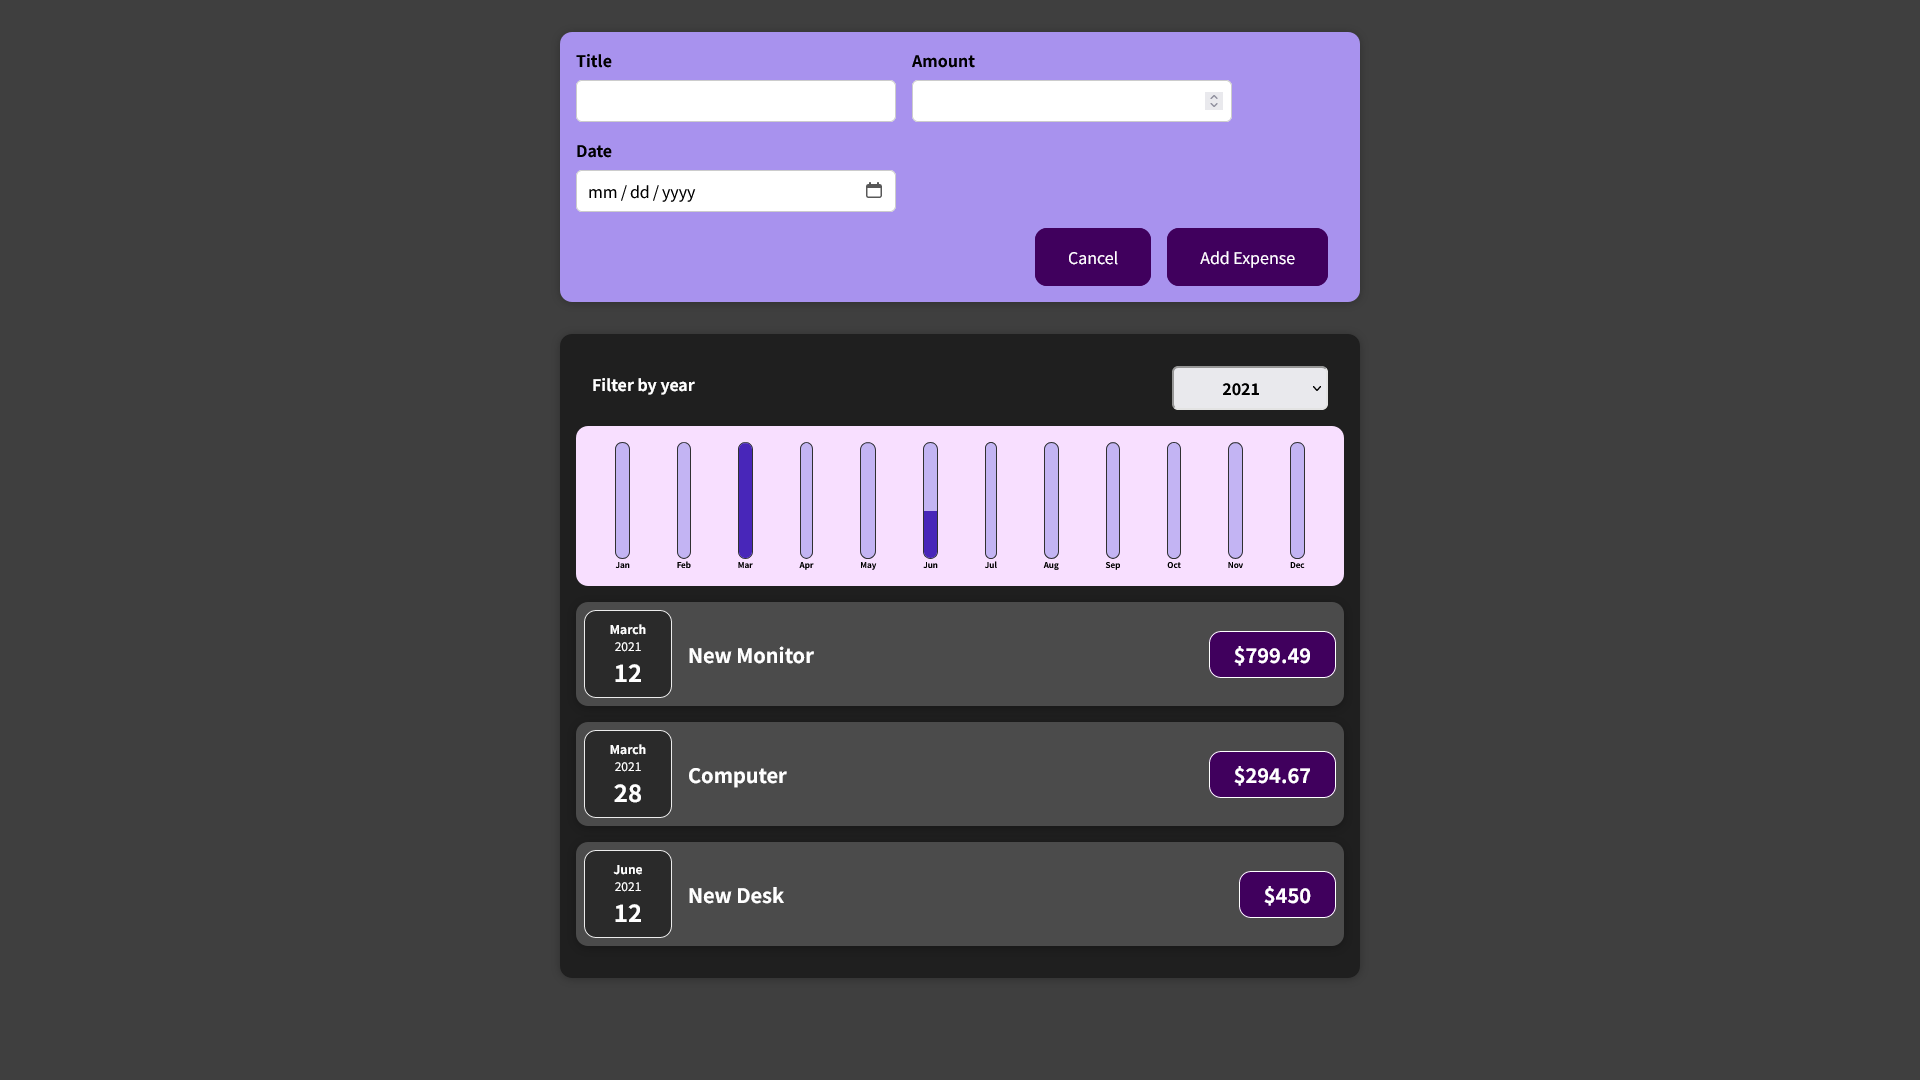 Title
Amount
Date
mm / dd / yyyy
Cancel
Add Expense
Filter by year
2021
Jan
Feb
Mar
Apr
May
Jun
Jul
Aug
Sep
Oct
Nov
Dec
March
2021
12
New Monitor
$799.49
March
2021
28
Computer
$294.67
June
2021
12
New Desk
$450